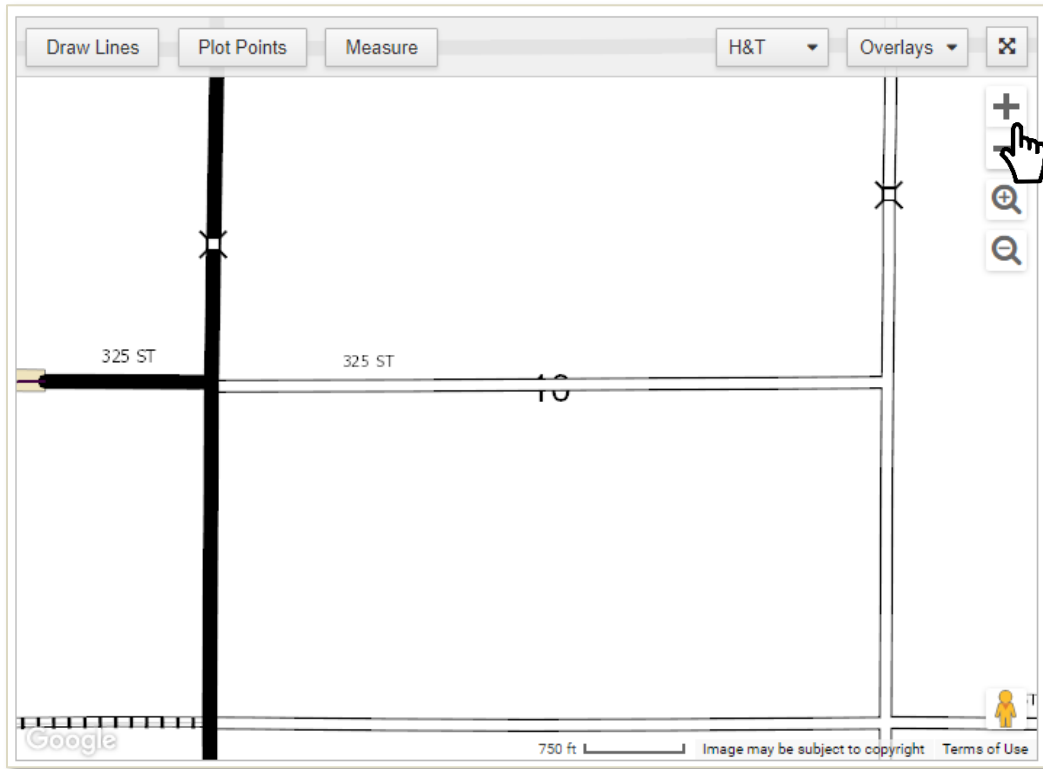 Draw Lines Plot Points Measure H&T Overlays
325 ST 325 ST
10
Google 750 ft Image may be subject to copyright Terms of Use